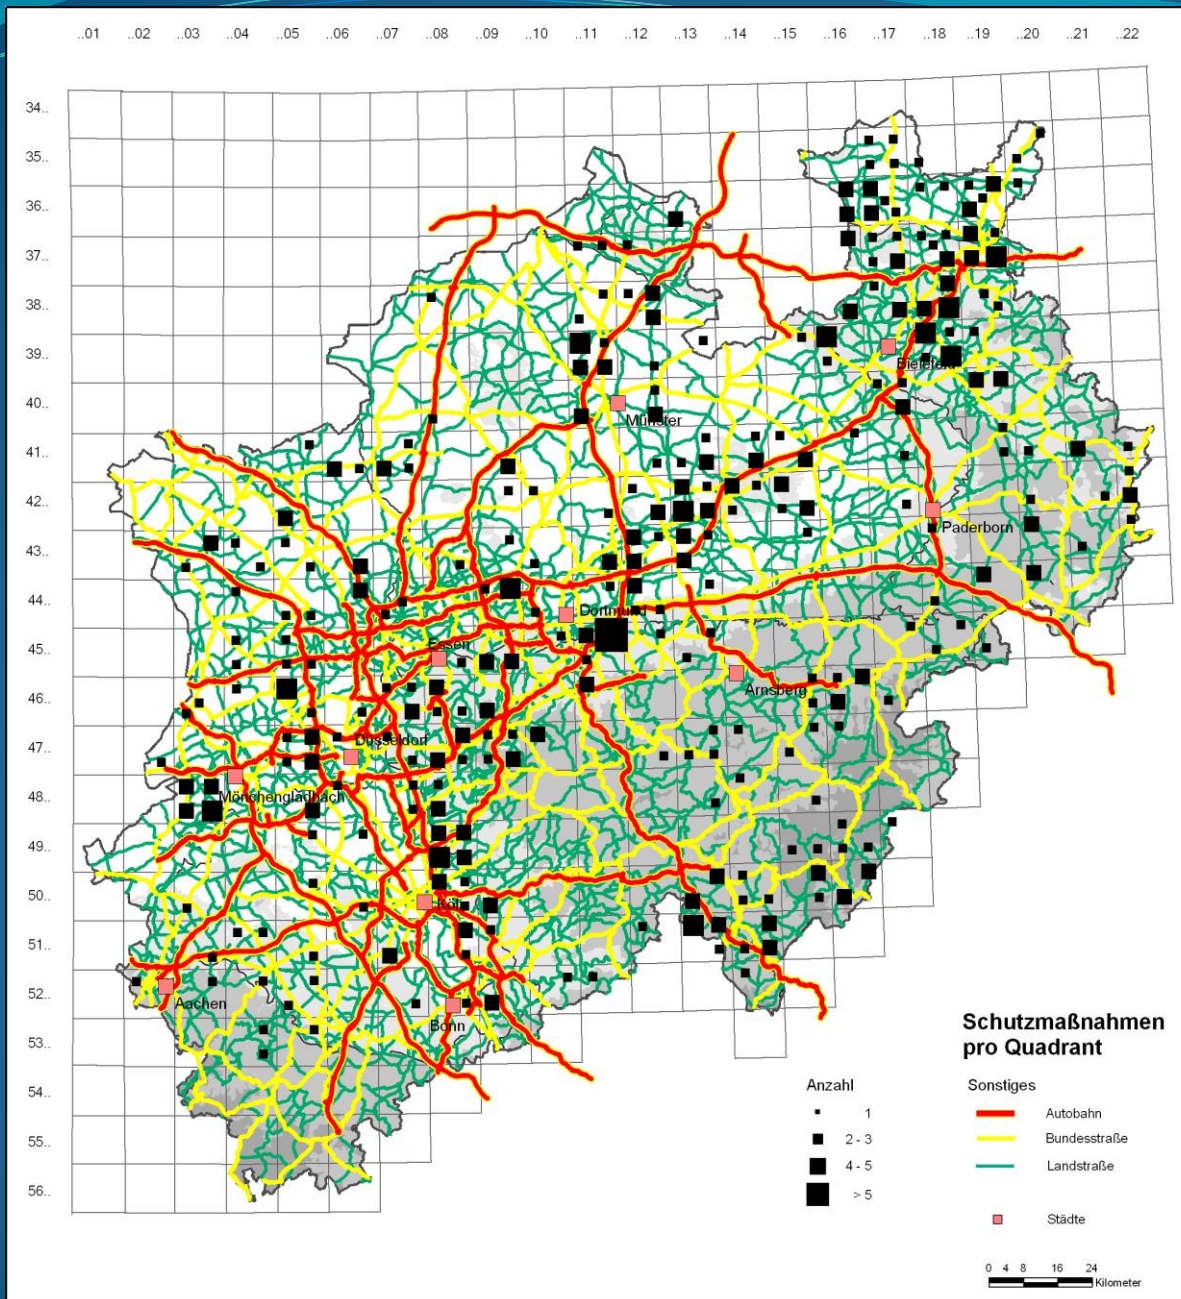 ..01 ..02 ..03 ..04 ..05 ..06 ..07 ..08 ..09 ..10 ..11 ..12 ..13 ..14 ..15 ..16 ..17 ..18 ..19 ..20 ..21 ..22
34..
35..
36..
37..
38..
39..
Bielefeld
40..
Münster
41..
42..
Paderborn
43..
44..
Dortmund
Essen
45..
Arnsberg
46..
Düsseldorf
47..
Mönchengladbach
48..
49..
50..
Köln
51..
Aachen
52..
Bonn
53..
54..
55..
56..
Schutzmaßnahmen
pro Quadrant
Anzahl
1
2 - 3
4 - 5
> 5
Sonstiges
Autobahn
Bundesstraße
Landstraße
Städte
0 4 8 16 24
Kilometer